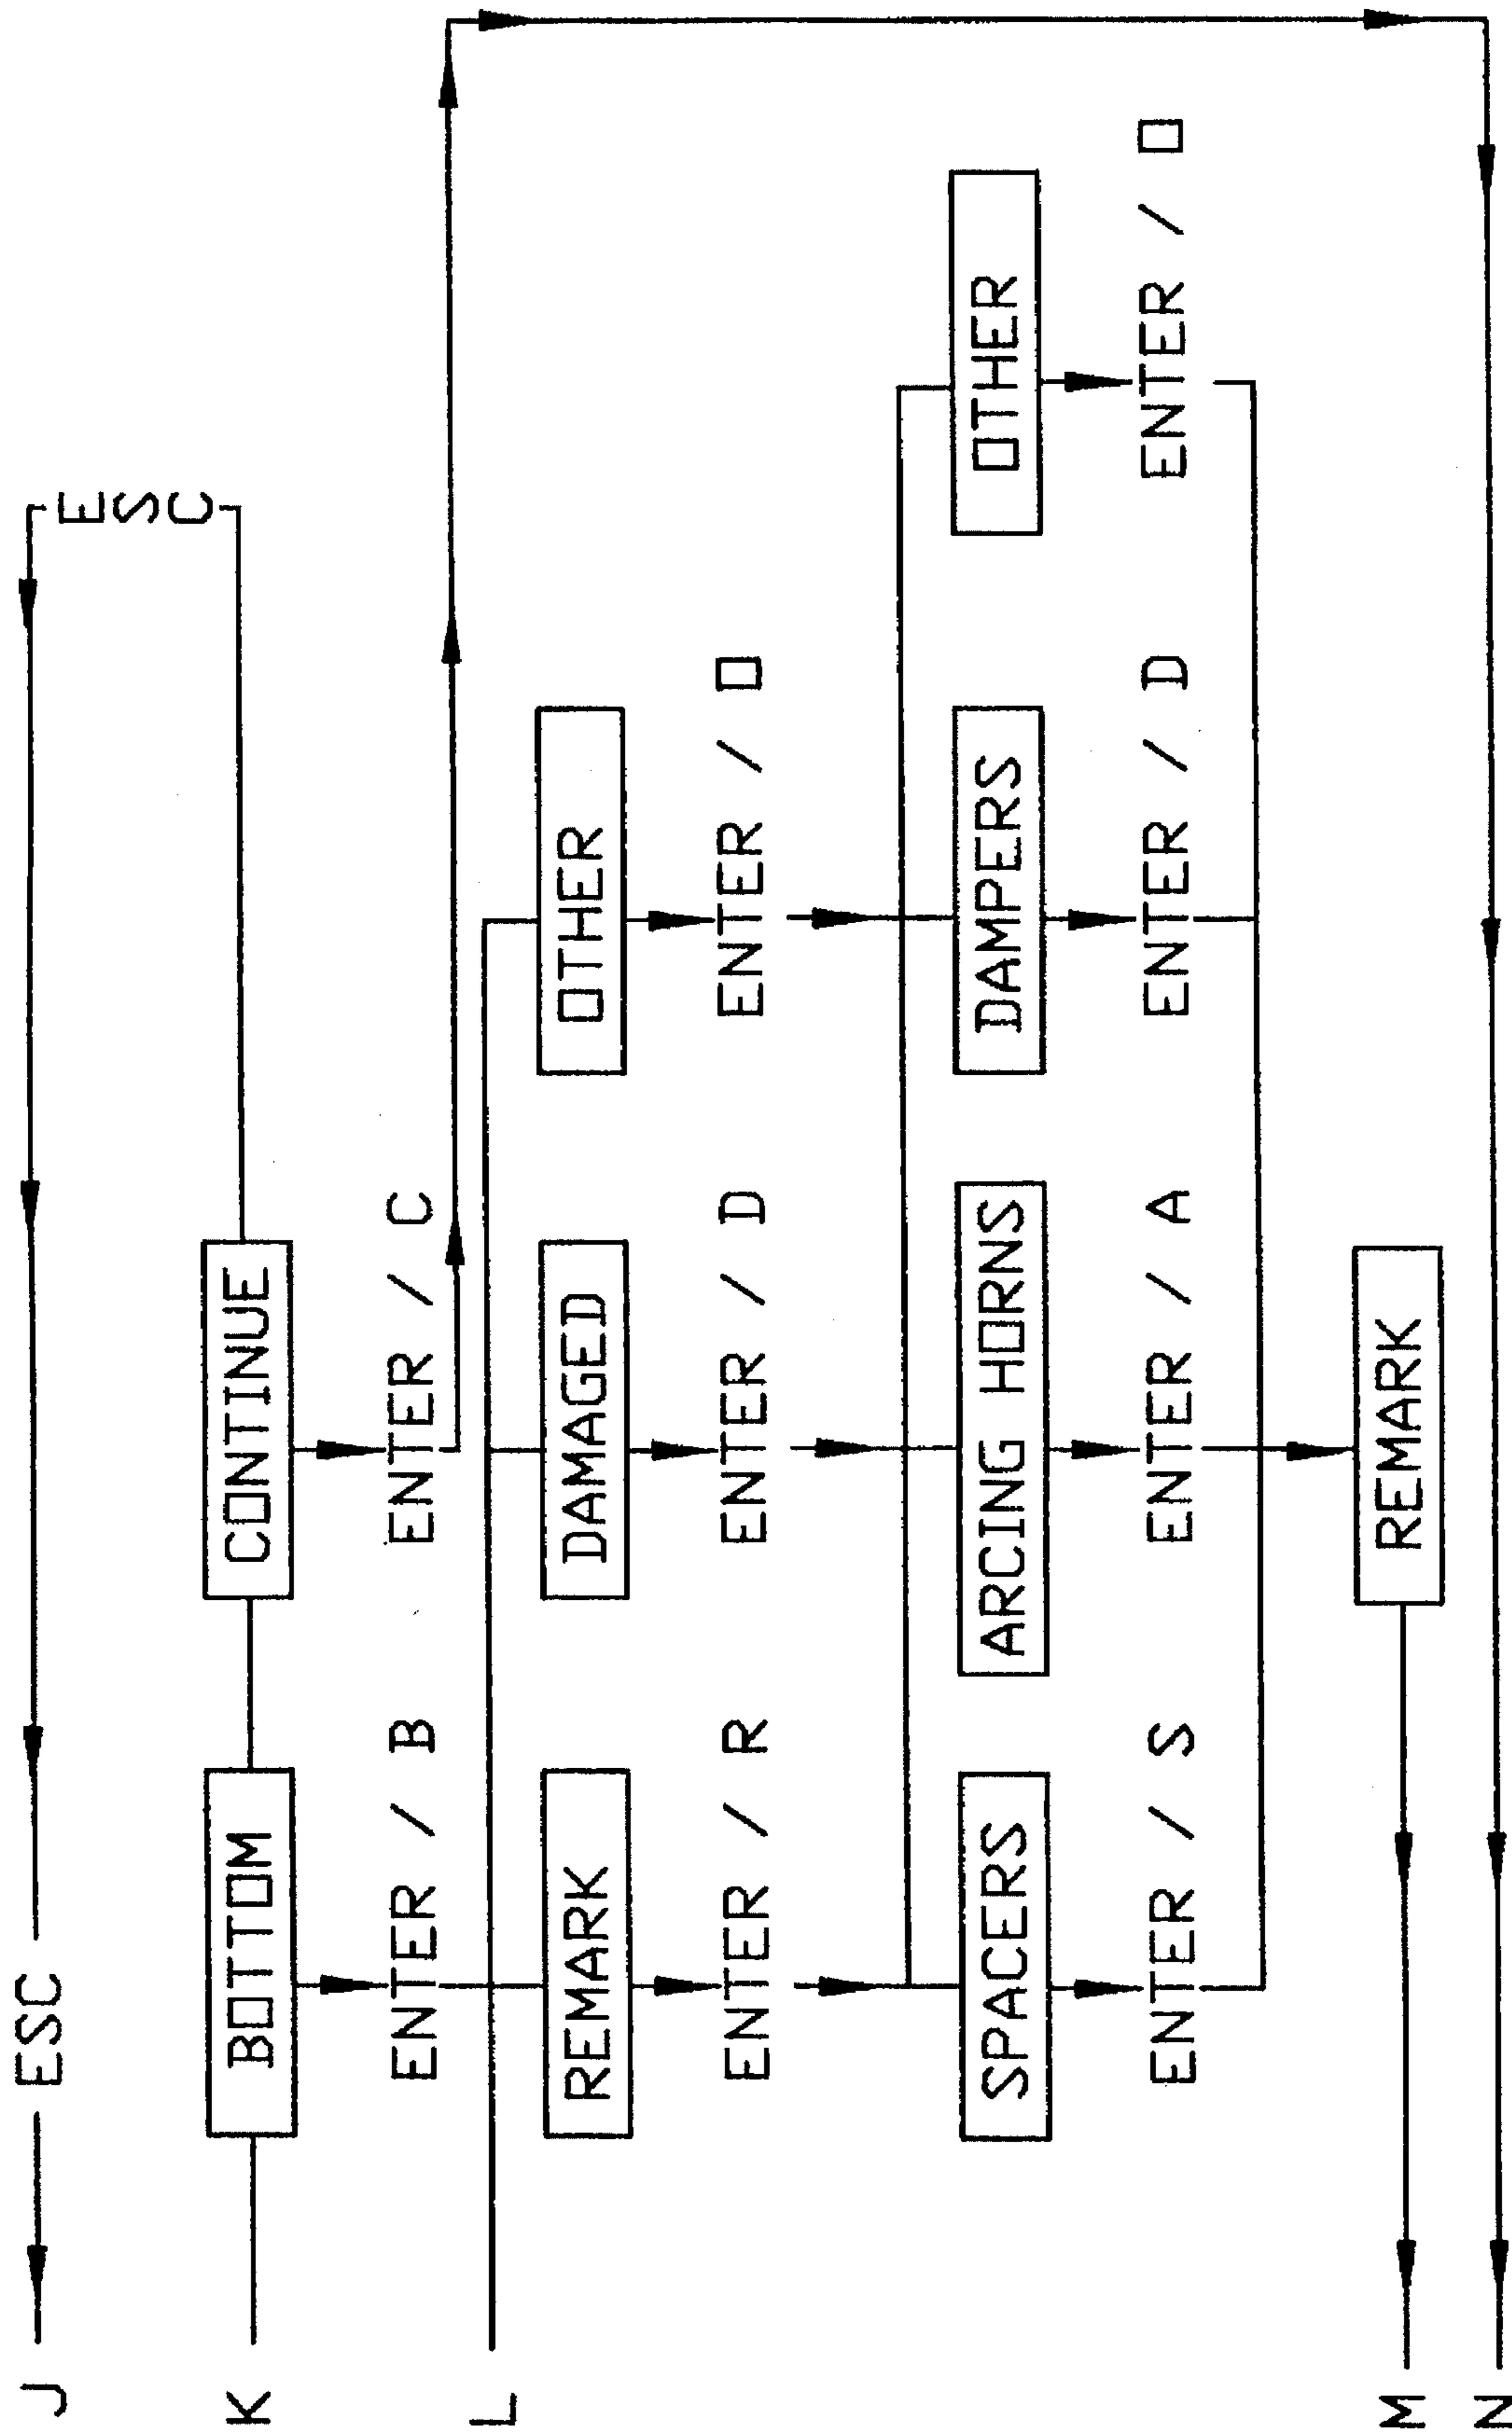 J ESC
ESC
K BOTTOM CONTINUE
ENTER / B ENTER / C
L
REMARK DAMAGED OTHER
ENTER / R ENTER / D ENTER / O
SPACERS ARCING HORNS DAMPERS OTHER
ENTER / S ENTER / A ENTER / D ENTER / O
M REMARK
N